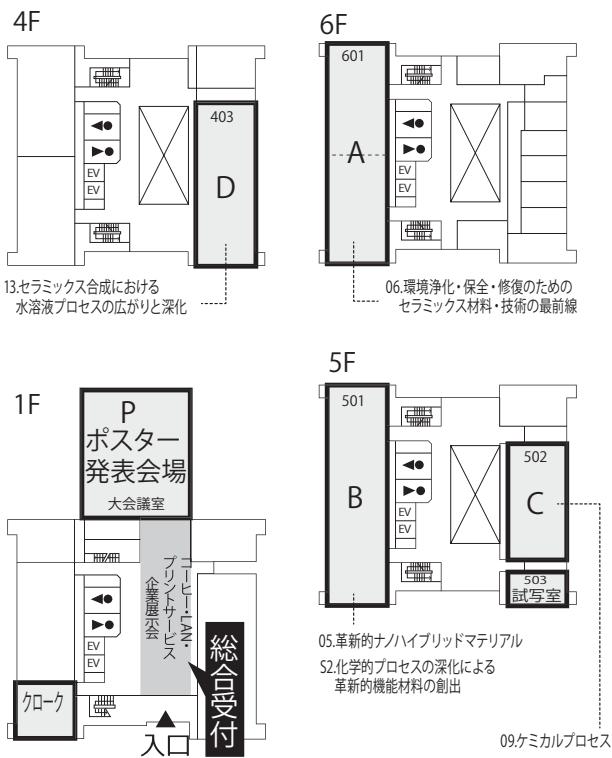 4F
403
D
EV
EV
13.セラミックス合成における
水溶液プロセスの広がりと深化
6F
601
A
EV
EV
06.環境浄化・保全・修復のための
セラミックス材料・技術の最前線
1F
P
ポスター
発表会場
大会議室
コーヒー・LAN・
プリントサービス
企業展示会
EV
EV
総合受付
クローク
入口
5F
501
B
502
C
EV
EV
503
試写室
05.革新的ナノハイブリッドマテリアル
S2.化学的プロセスの深化による
革新的機能材料の創出
09.ケミカルプロセス